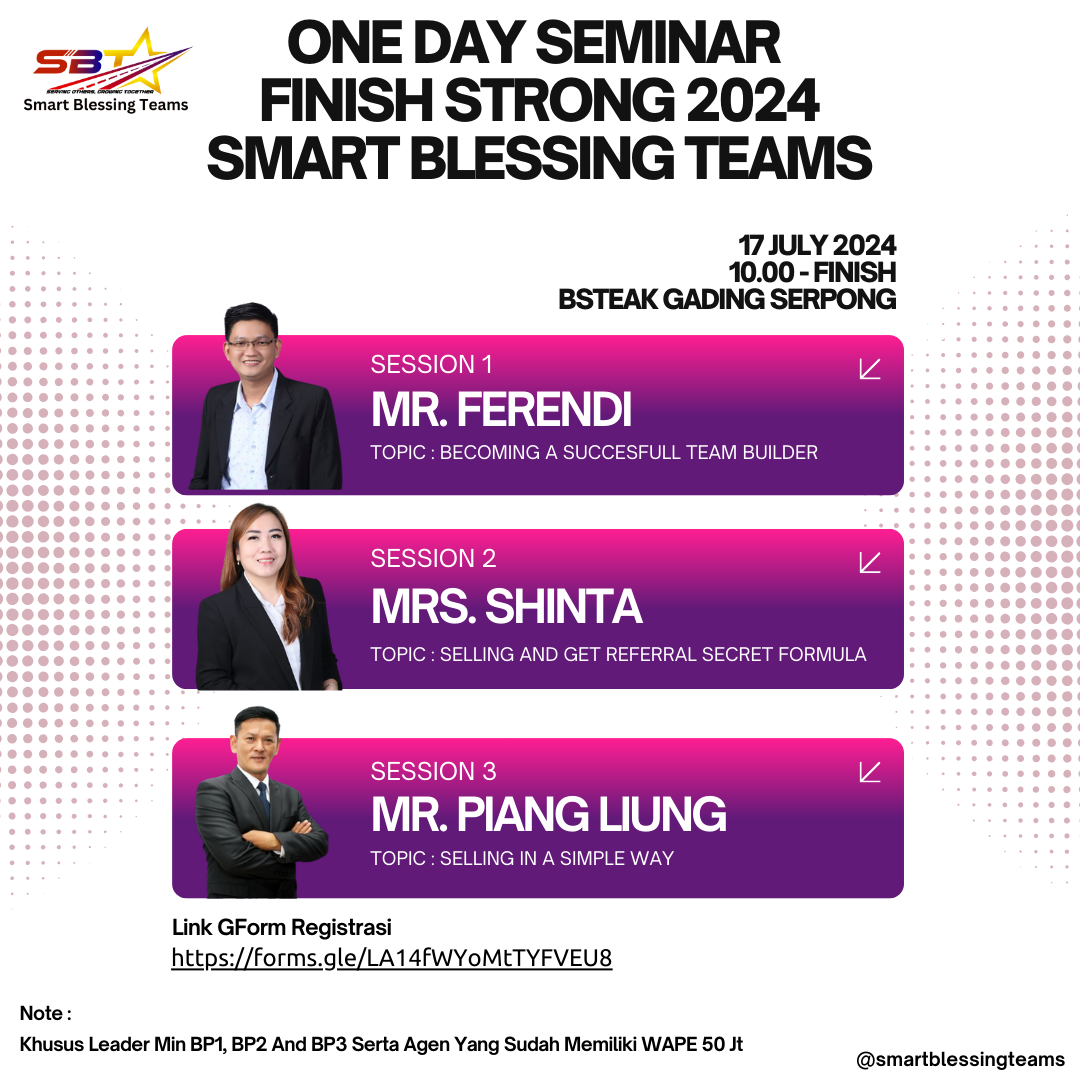 SBT
SERVING OTHERS, GROWING TOGETHER
Smart Blessing Teams
ONE DAY SEMINAR
FINISH STRONG 2024
SMART BLESSING TEAMS
17 JULY 2024
10.00 - FINISH
BSTEAK GADING SERPONG
SESSION 1
MR. FERENDI
TOPIC : BECOMING A SUCCESFULL TEAM BUILDER
SESSION 2
MRS. SHINTA
TOPIC : SELLING AND GET REFERRAL SECRET FORMULA
SESSION 3
MR. PIANG LIUNG
TOPIC : SELLING IN A SIMPLE WAY
Link GForm Registrasi
https://forms.gle/LA14fWYoMtTYFVEU8
Note :
Khusus Leader Min BP1, BP2 And BP3 Serta Agen Yang Sudah Memiliki WAPE 50 Jt
@smartblessingteams